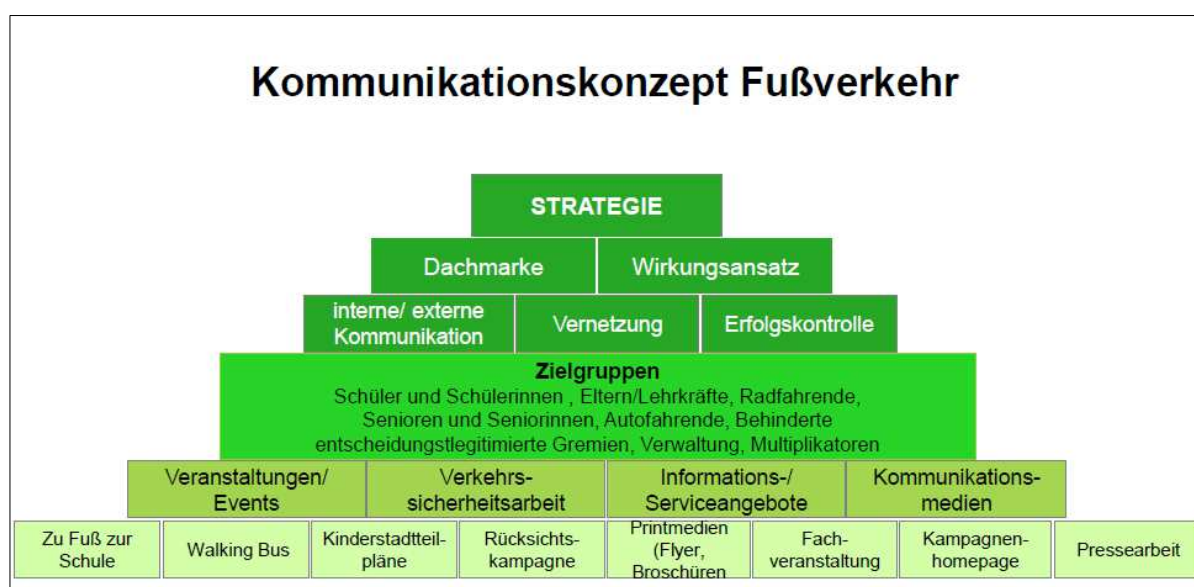 Kommunikationskonzept Fußverkehr
STRATEGIE
Dachmarke
Wirkungsansatz
interne/ externe
Kommunikation
Vernetzung
Erfolgskontrolle
Zielgruppen
Schüler und Schülerinnen , Eltern/Lehrkräfte, Radfahrende,
Senioren und Seniorinnen, Autofahrende, Behinderte
entscheidungstlegitimierte Gremien, Verwaltung, Multiplikatoren
Veranstaltungen/
Events
Verkehrs-
sicherheitsarbeit
Informations-/
Serviceangebote
Kommunikations-
medien
Zu Fuß zur
Schule
Walking Bus
Kinderstadtteil-
pläne
Rücksichts-
kampagne
Printmedien
(Flyer,
Broschüren
Fach-
veranstaltung
Kampagnen-
homepage
Pressearbeit